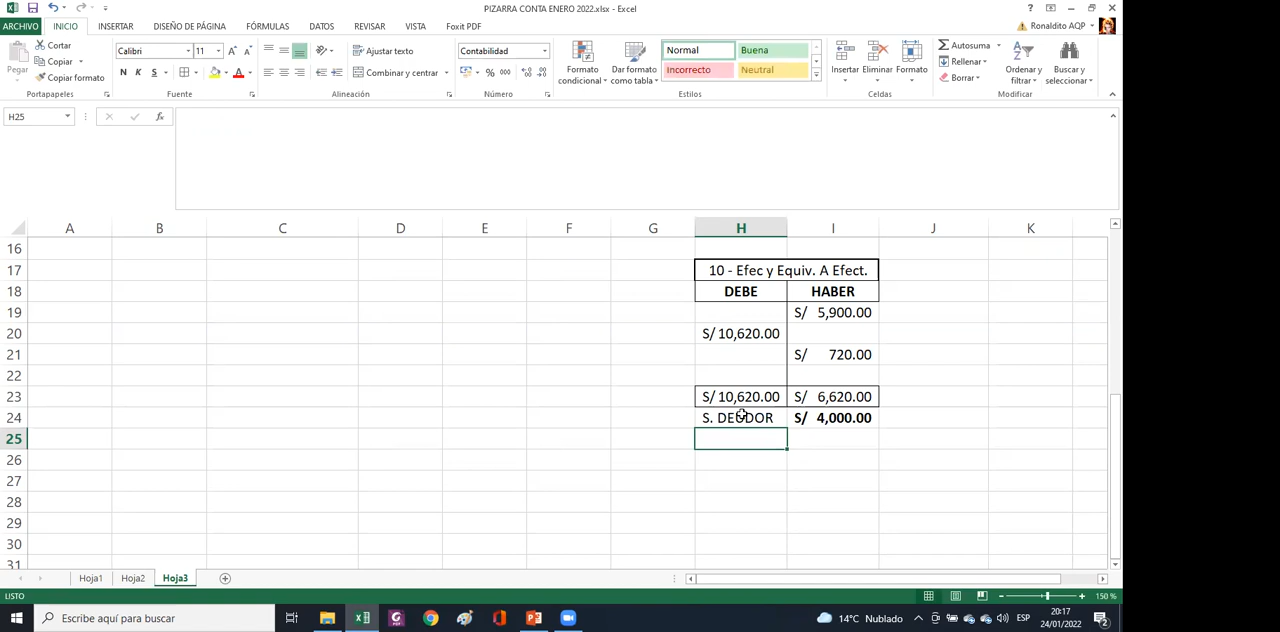 PIZARRA CONTA ENERO 2022.xlsx - Excel
ARCHIVO INICIO INSERTAR DISEÑO DE PÁGINA FÓRMULAS DATOS REVISAR VISTA Foxit PDF Ronaldito AQP
Pegar
Cortar
Copiar
Copiar formato
Portapapeles
Calibri 11
N K S
Fuente
Ajustar texto
Combinar y centrar
Alineación
Contabilidad
% 000
Número
Formato condicional
Dar formato como tabla
Normal Buena
Incorrecto Neutral
Estilos
Insertar Eliminar Formato
Celdas
Autosuma
Rellenar
Borrar
Ordenar y filtrar
Buscar y seleccionar
Modificar
H25
A B C D E F G H I J K
16
17 10 - Efec y Equiv. A Efect.
18 DEBE HABER
19 S/ 5,900.00
20 S/ 10,620.00
21 S/ 720.00
22
23 S/ 10,620.00 S/ 6,620.00
24 S. DEUDOR S/ 4,000.00
25
26
27
28
29
30
31
Hoja1 Hoja2 Hoja3
LISTO 150 %
Escribe aquí para buscar
14°C Nublado
ESP
20:17
24/01/2022
2